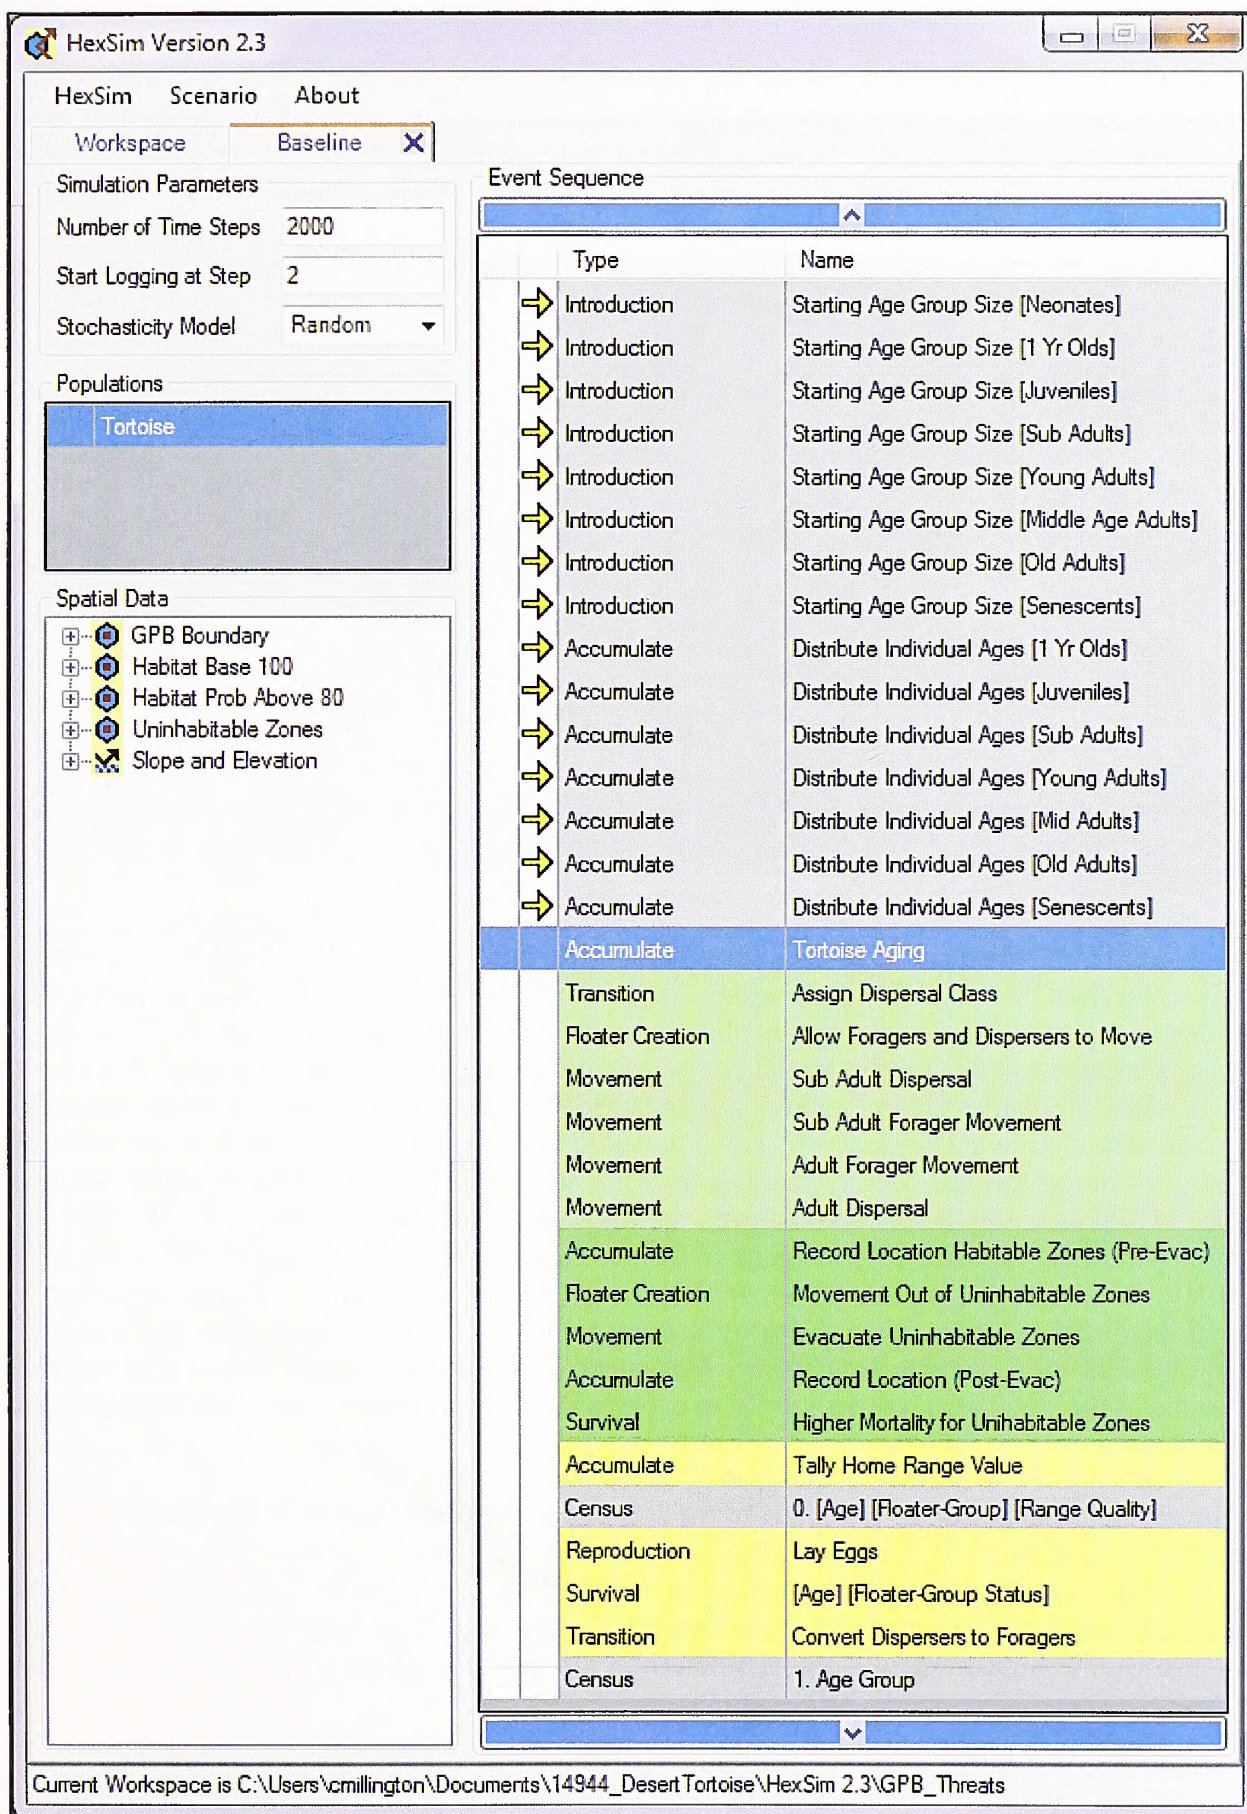 HexSim Version 2.3
HexSim Scenario About
Workspace Baseline
Simulation Parameters
Number of Time Steps 2000
Start Logging at Step 2
Stochasticity Model Random
Populations
Tortoise
Spatial Data
GPB Boundary
Habitat Base 100
Habitat Prob Above 80
Uninhabitable Zones
Slope and Elevation
Event Sequence
Type Name
Introduction Starting Age Group Size [Neonates]
Introduction Starting Age Group Size [1 Yr Olds]
Introduction Starting Age Group Size [Juveniles]
Introduction Starting Age Group Size [Sub Adults]
Introduction Starting Age Group Size [Young Adults]
Introduction Starting Age Group Size [Middle Age Adults]
Introduction Starting Age Group Size [Old Adults]
Introduction Starting Age Group Size [Senescents]
Accumulate Distribute Individual Ages [1 Yr Olds]
Accumulate Distribute Individual Ages [Juveniles]
Accumulate Distribute Individual Ages [Sub Adults]
Accumulate Distribute Individual Ages [Young Adults]
Accumulate Distribute Individual Ages [Mid Adults]
Accumulate Distribute Individual Ages [Old Adults]
Accumulate Distribute Individual Ages [Senescents]
Accumulate Tortoise Aging
Transition Assign Dispersal Class
Floater Creation Allow Foragers and Dispersers to Move
Movement Sub Adult Dispersal
Movement Sub Adult Forager Movement
Movement Adult Forager Movement
Movement Adult Dispersal
Accumulate Record Location Habitable Zones (Pre-Evac)
Floater Creation Movement Out of Uninhabitable Zones
Movement Evacuate Uninhabitable Zones
Accumulate Record Location (Post-Evac)
Survival Higher Mortality for Unihabitable Zones
Accumulate Tally Home Range Value
Census 0. [Age] [Floater-Group] [Range Quality]
Reproduction Lay Eggs
Survival [Age] [Floater-Group Status]
Transition Convert Dispersers to Foragers
Census 1. Age Group
Current Workspace is C:\Users\cmillington\Documents\14944_DesertTortoise\HexSim 2.3\GPB_Threats